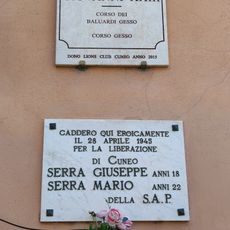 CORSO DEI
BALUARDI GESSO
CORSO GESSO
DONO LIONS CLUB CUNEO ANNO 2015
CADDERO QUI EROICAMENTE
IL 28 APRILE 1945
PER LA LIBERAZIONE
DI CUNEO
SERRA GIUSEPPE ANNI 18
SERRA MARIO ANNI 22
DELLA S.A.P.